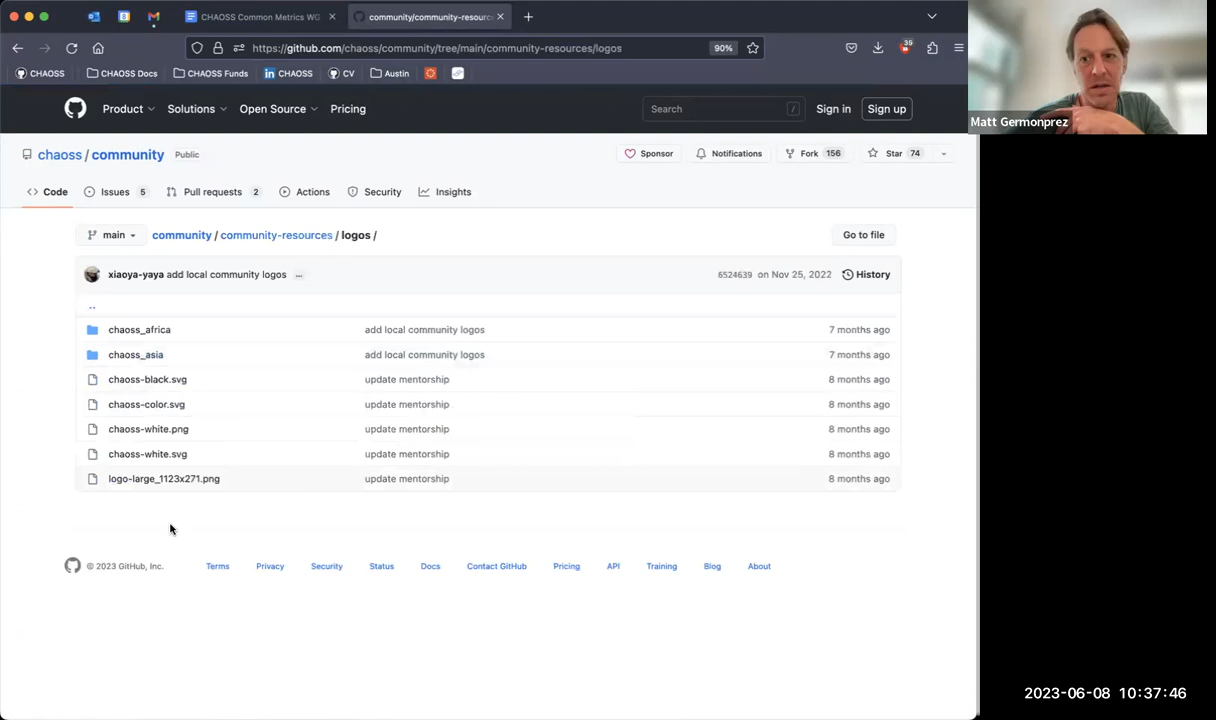 CHAOSS Common Metrics WG
community/community-resourc
https://github.com/chaoss/community/tree/main/community-resources/logos
90%
35
CHAOSS
CHAOSS Docs
CHAOSS Funds
CHAOSS
CV
Austin
Matt Germonprez
Product
Solutions
Open Source
Pricing
Search
/
Sign in
Sign up
chaoss / community
Public
Sponsor
Notifications
Fork 156
Star 74
Code
Issues 5
Pull requests 2
Actions
Security
Insights
main
community / community-resources / logos /
Go to file
xiaoya-yaya add local community logos
...
6524639 on Nov 25, 2022
History
..
chaoss_africa add local community logos 7 months ago
chaoss_asia add local community logos 7 months ago
chaoss-black.svg update mentorship 8 months ago
chaoss-color.svg update mentorship 8 months ago
chaoss-white.png update mentorship 8 months ago
chaoss-white.svg update mentorship 8 months ago
logo-large_1123x271.png update mentorship 8 months ago
© 2023 GitHub, Inc.
Terms
Privacy
Security
Status
Docs
Contact GitHub
Pricing
API
Training
Blog
About
2023-06-08 10:37:46